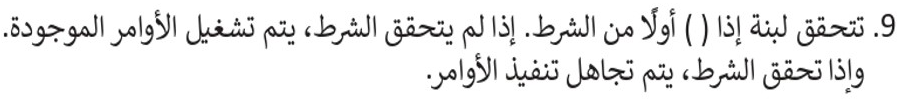 9. تتحقق لبنة إذا ( ) أولًا من الشرط. إذا لم يتحقق الشرط، يتم تشغيل الأوامر الموجودة.
وإذا تحقق الشرط، يتم تجاهل تنفيذ الأوامر.